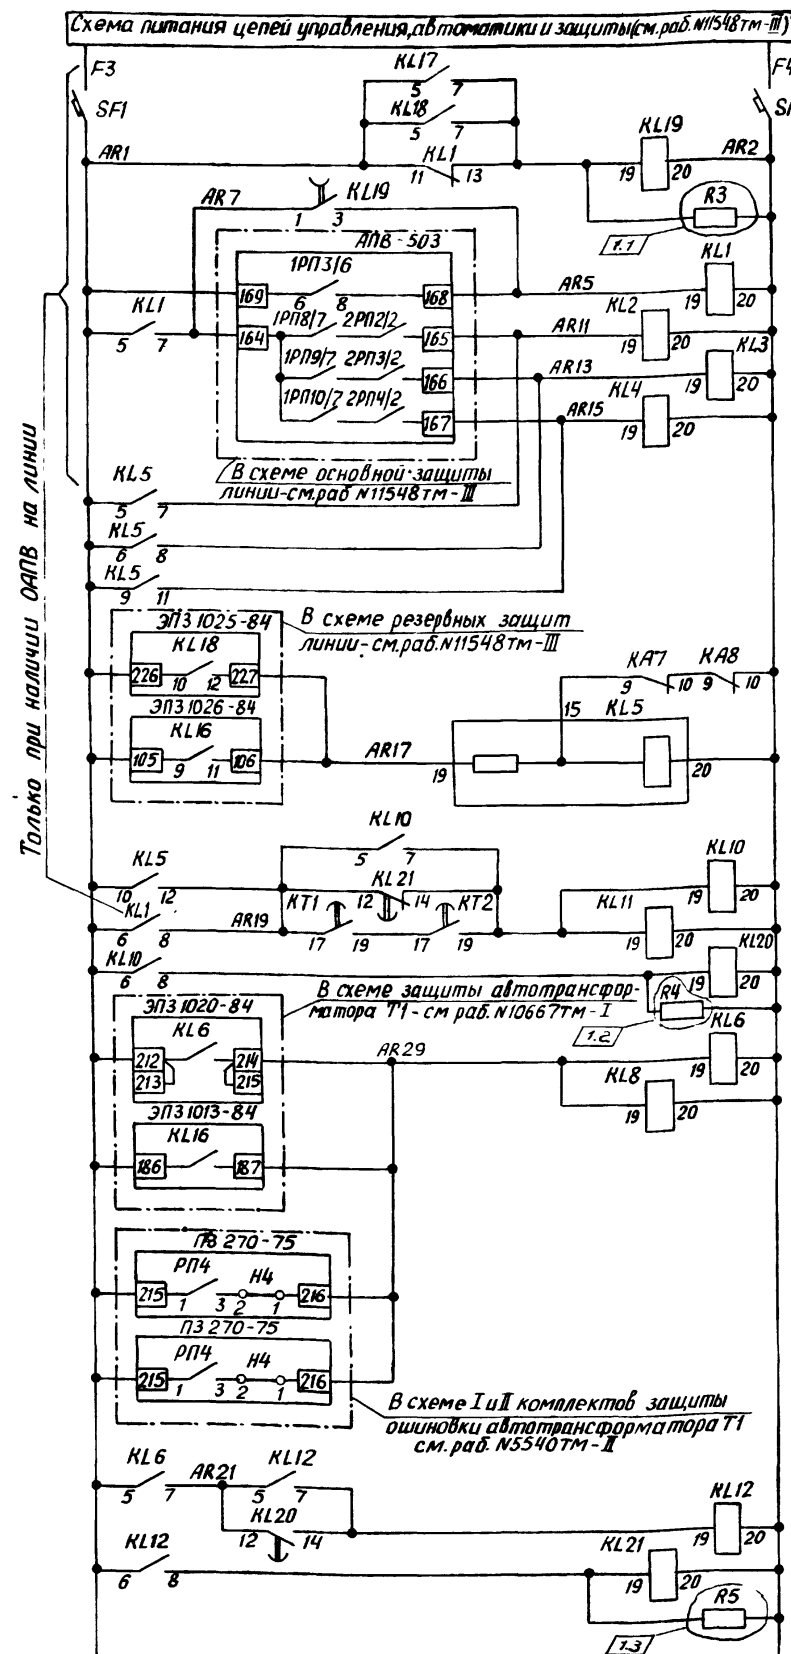 Схема питания цепей управления, автоматики и защиты (см. раб. №11548тм-III)
F3
F4
SF1
KL17
5 7
KL18
5 7
AR1
KL1
11 13
KL19
19 20
AR2
R3
1.1
AR7
KL19
1 3
АПВ-503
1РП3/6
169
6 8
168
AR5
KL1
19 20
KL1
5 7
164
1РП8/7
2РП2/2
165
AR11
KL2
19 20
1РП9/7
2РП3/2
166
AR13
KL3
19 20
1РП10/7
2РП4/2
167
AR15
KL4
19 20
В схеме основной защиты
линии-см.раб №11548тм-III
Только при наличии ОАПВ на линии
KL5
5 7
KL5
6 8
KL5
9 11
ЭПЗ 1025-84
KL18
226
10 12
227
В схеме резервных защит
линии-см.раб.№11548тм-III
ЭПЗ 1026-84
KL16
105
9 11
106
AR17
KA7
9 10
KA8
9 10
15
KL5
19
20
KL10
5 7
KL5
10 12
KL21
12 14
KL10
19 20
KL1
6 8
AR19
KT1
17 19
KT2
17 19
KL11
19 20
KL10
6 8
KL20
19 20
R4
1.2
ЭПЗ 1020-84
KL6
212
213
214
215
В схеме защиты автотрансфор-
матора Т1-см раб.№10667тм-I
AR29
KL6
19 20
KL8
19 20
ЭПЗ 1013-84
KL16
186
187
ПЗ 270-75
РП4
215
1 3
Н4
2 1
216
ПЗ 270-75
РП4
215
1 3
Н4
2 1
216
В схеме I и II комплектов защиты
ошиновки автотрансформатора Т1
см.раб. №5540тм-II
KL6
5 7
AR21
KL12
5 7
KL20
12 14
KL12
19 20
KL12
6 8
KL21
19 20
R5
1.3